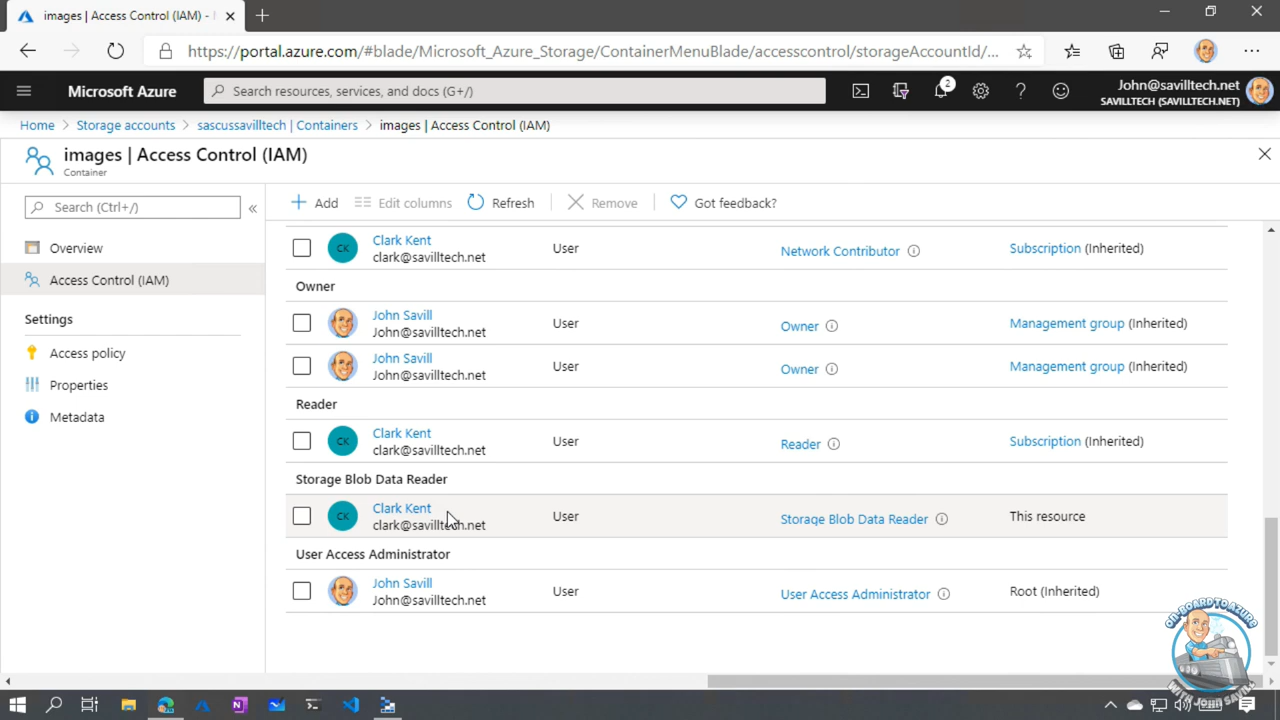 images | Access Control (IAM) -
https://portal.azure.com/#blade/Microsoft_Azure_Storage/ContainerMenuBlade/accesscontrol/storageAccountId/...
Microsoft Azure
Search resources, services, and docs (G+/)
2
John@savilltech.net
SAVILLTECH (SAVILLTECH.NET)
Home > Storage accounts > sascussavilltech | Containers > images | Access Control (IAM)
images | Access Control (IAM)
Container
Search (Ctrl+/)
«
Add
Edit columns
Refresh
Remove
Got feedback?
Overview
Access Control (IAM)
Settings
Access policy
Properties
Metadata
CK
Clark Kent
clark@savilltech.net
User
Network Contributor
Subscription (Inherited)
Owner
John Savill
John@savilltech.net
User
Owner
Management group (Inherited)
John Savill
John@savilltech.net
User
Owner
Management group (Inherited)
Reader
CK
Clark Kent
clark@savilltech.net
User
Reader
Subscription (Inherited)
Storage Blob Data Reader
CK
Clark Kent
clark@savilltech.net
User
Storage Blob Data Reader
This resource
User Access Administrator
John Savill
John@savilltech.net
User
User Access Administrator
Root (Inherited)
ON-BOARD TO AZURE
WITH JOHN SAVILL